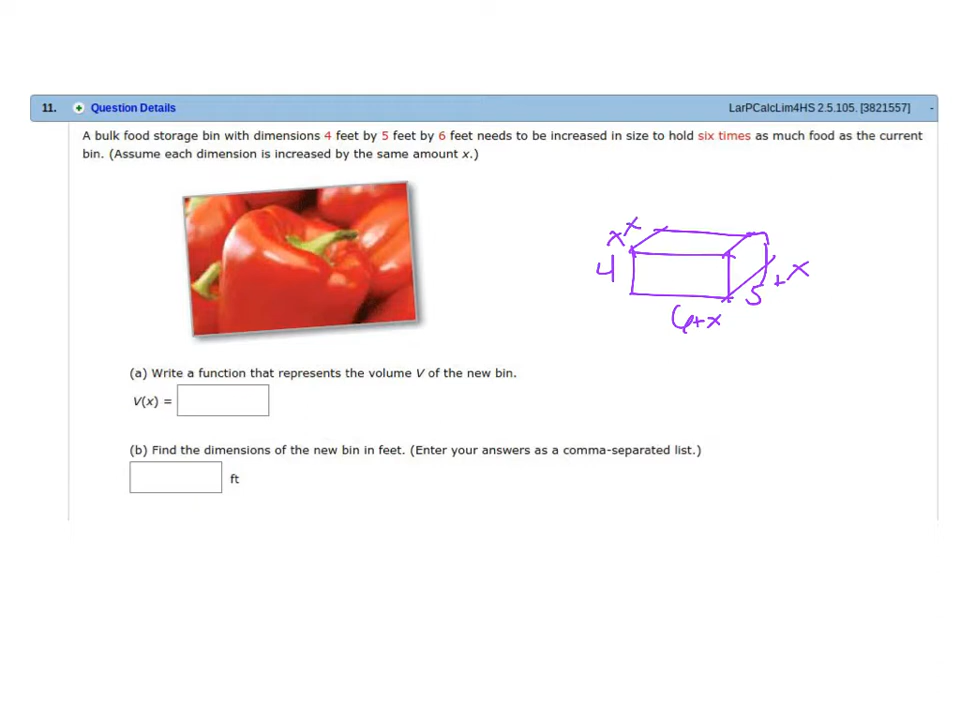 11. Question Details LarPCalcLim4HS 2.5.105. [3821557] -
A bulk food storage bin with dimensions 4 feet by 5 feet by 6 feet needs to be increased in size to hold six times as much food as the current
bin. (Assume each dimension is increased by the same amount x.)
x x
4
5 + x
6+x
(a) Write a function that represents the volume V of the new bin.
V(x) =
(b) Find the dimensions of the new bin in feet. (Enter your answers as a comma-separated list.)
ft